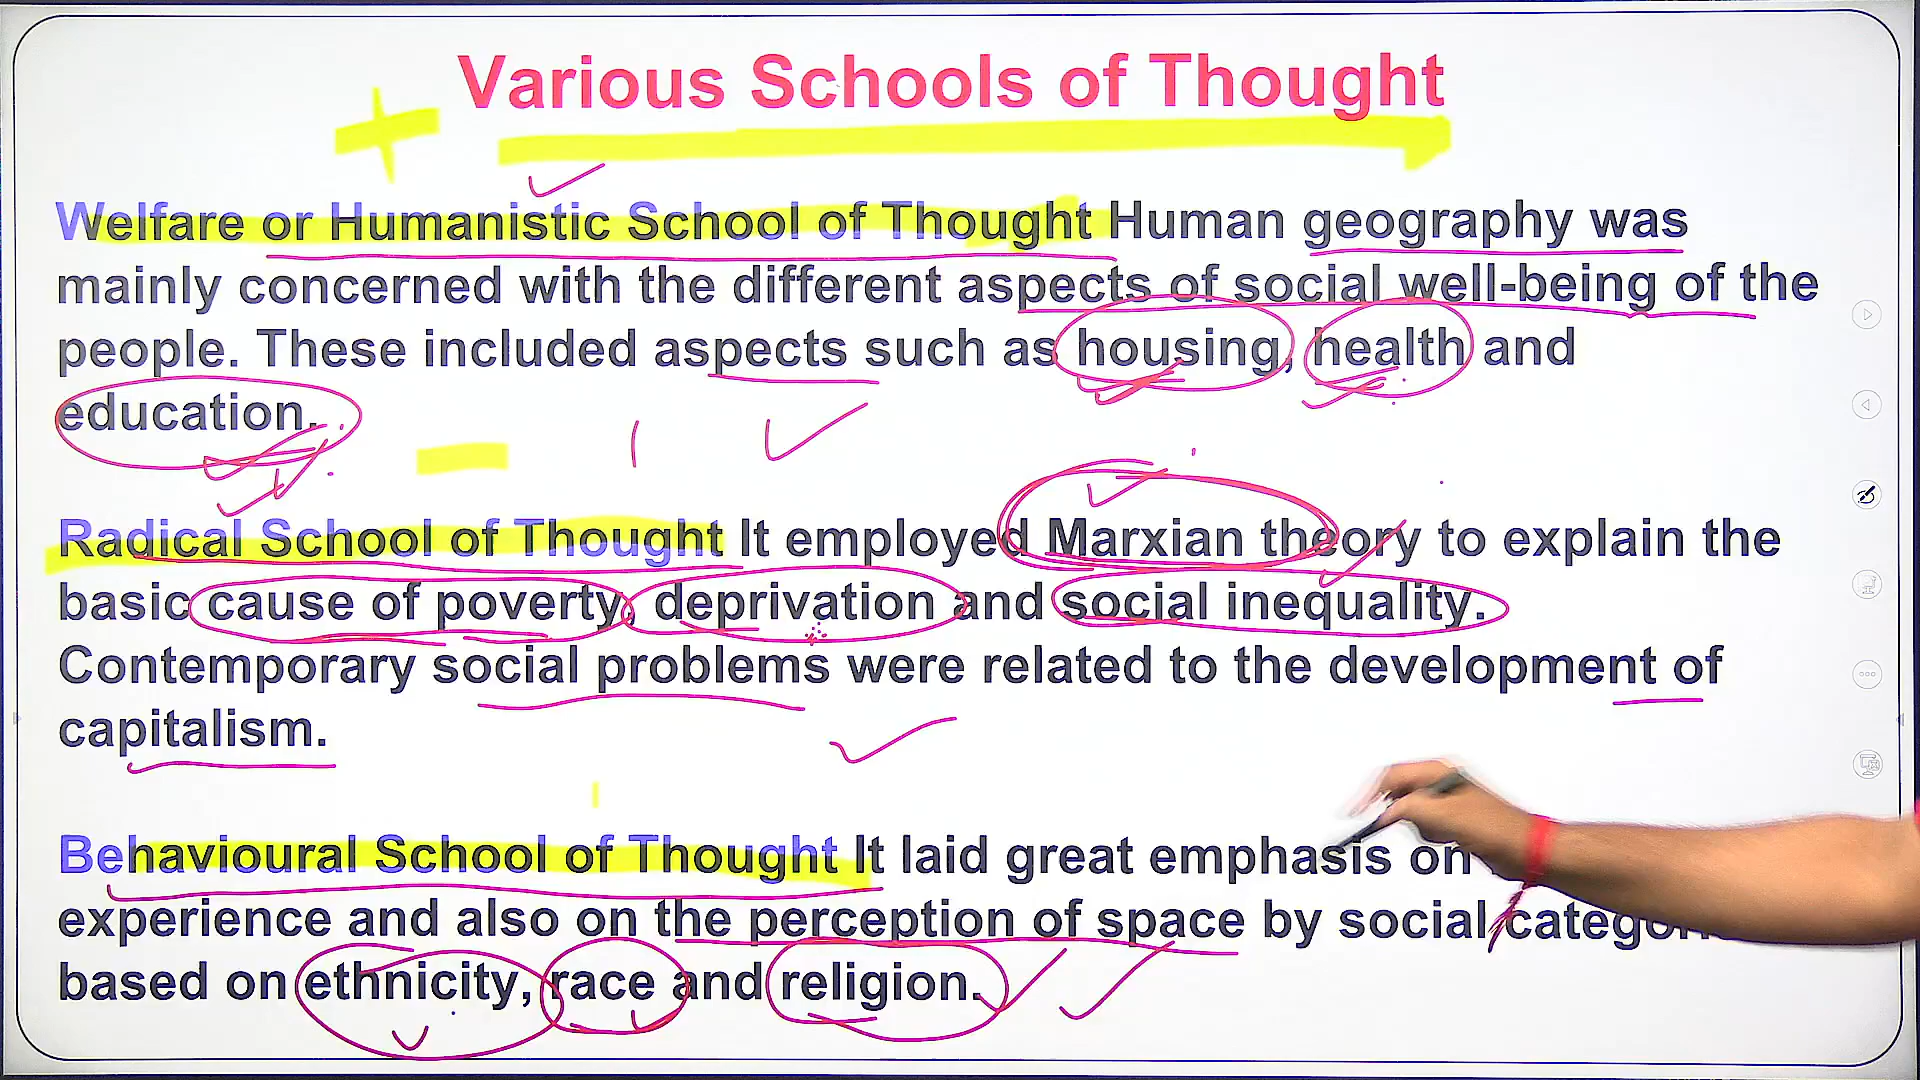 Various Schools of Thought
Welfare or Humanistic School of Thought Human geography was
mainly concerned with the different aspects of social well-being of the
people. These included aspects such as housing, health and
education.
Radical School of Thought It employed Marxian theory to explain the
basic cause of poverty, deprivation and social inequality.
Contemporary social problems were related to the development of
capitalism.
Behavioural School of Thought It laid great emphasis on
experience and also on the perception of space by social
based on ethnicity, race and religion.